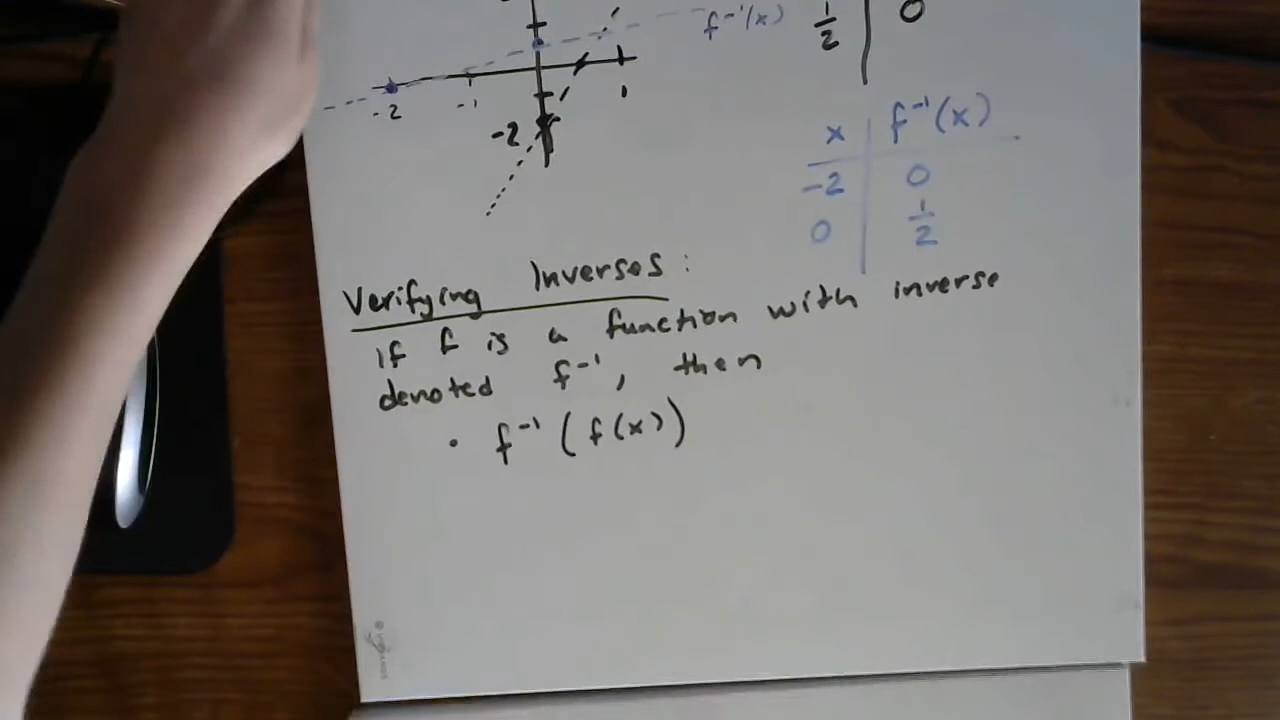 f⁻¹(x)
1/2 | 0
-2
-1
1
-2
x | f⁻¹(x)
-2 | 0
0 | 1/2
Verifying Inverses:
If f is a function with inverse
denoted f⁻¹, then
• f⁻¹(f(x))